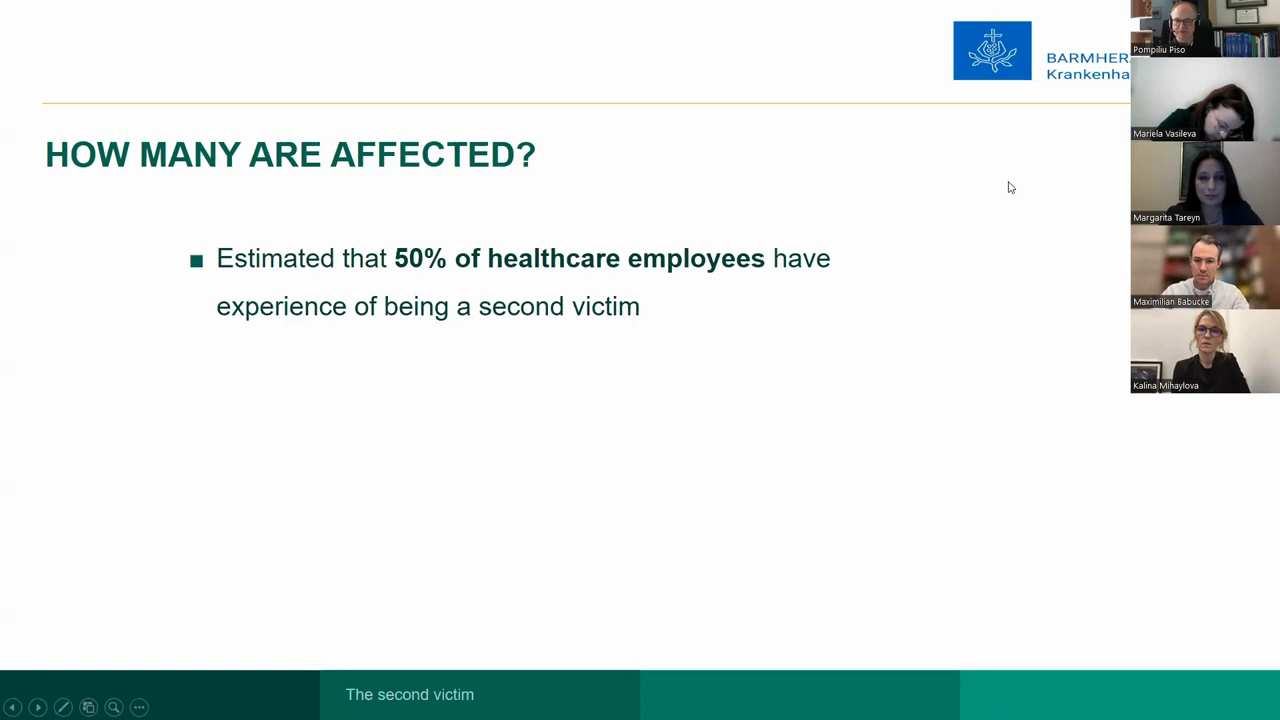 BARMHER
Krankenha
HOW MANY ARE AFFECTED?
Estimated that 50% of healthcare employees have
experience of being a second victim
The second victim
Pompiliu Piso
Mariela Vasileva
Margarita Tareyn
Maximilian Babucke
Kalina Mihaylova